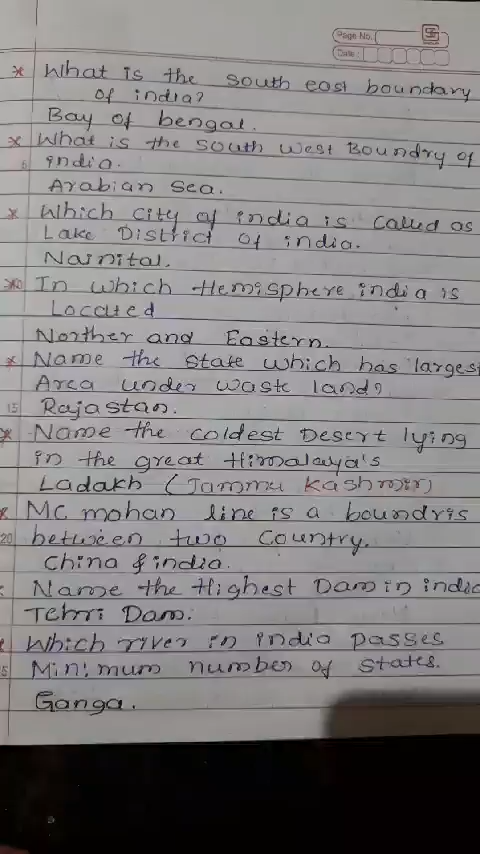 Page No.
Date:
* What is the south east boundary
of india?
Bay of bengal.
* What is the south west Boundry of
5 india.
Arabian Sea.
* Which city of india is called as
Lake District of india.
Nainital.
* 10 In which Hemisphere india is
Located
Norther and Eastern.
* Name the state which has largest
Area under waste land?
15 Rajastan.
* Name the coldest Desert lying
in the great Himalaya's
Ladakh (Jammu Kashmir)
* Mc mohan line is a boundris
20 between two country.
China & india.
Name the Highest Dam in india
Tehri Dam.
* Which river in india passes
Minimum number of states.
Ganga.